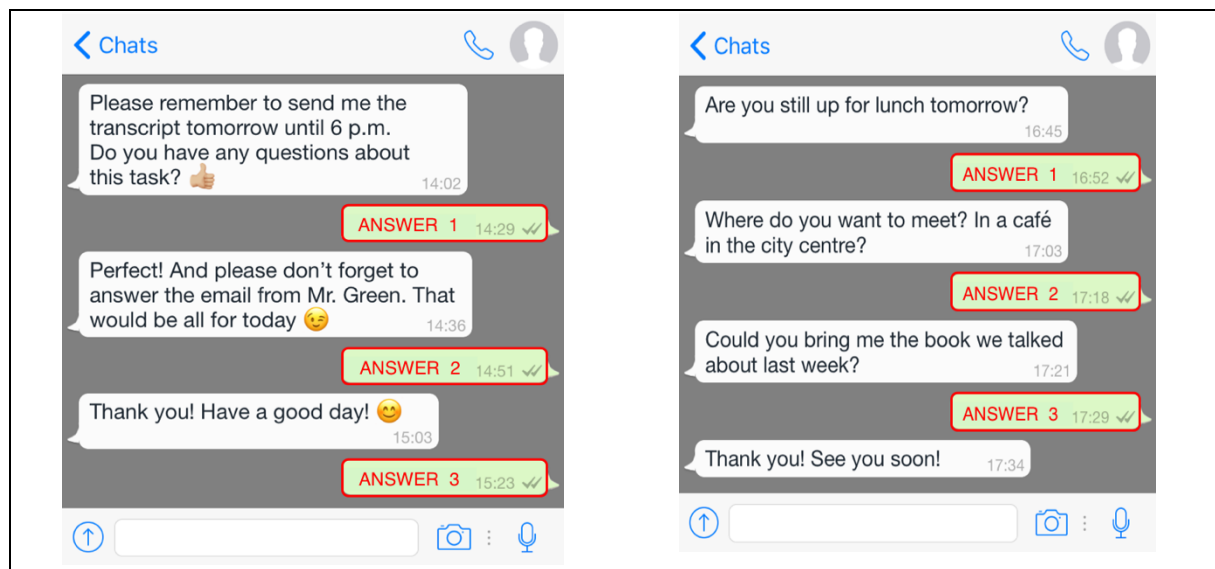 Chats
Please remember to send me the
transcript tomorrow until 6 p.m.
Do you have any questions about
this task? 👍🏼
14:02
ANSWER 1 14:29
Perfect! And please don’t forget to
answer the email from Mr. Green. That
would be all for today 😉
14:36
ANSWER 2 14:51
Thank you! Have a good day! 😊
15:03
ANSWER 3 15:23
Chats
Are you still up for lunch tomorrow?
16:45
ANSWER 1 16:52
Where do you want to meet? In a café
in the city centre?
17:03
ANSWER 2 17:18
Could you bring me the book we talked
about last week?
17:21
ANSWER 3 17:29
Thank you! See you soon! 17:34